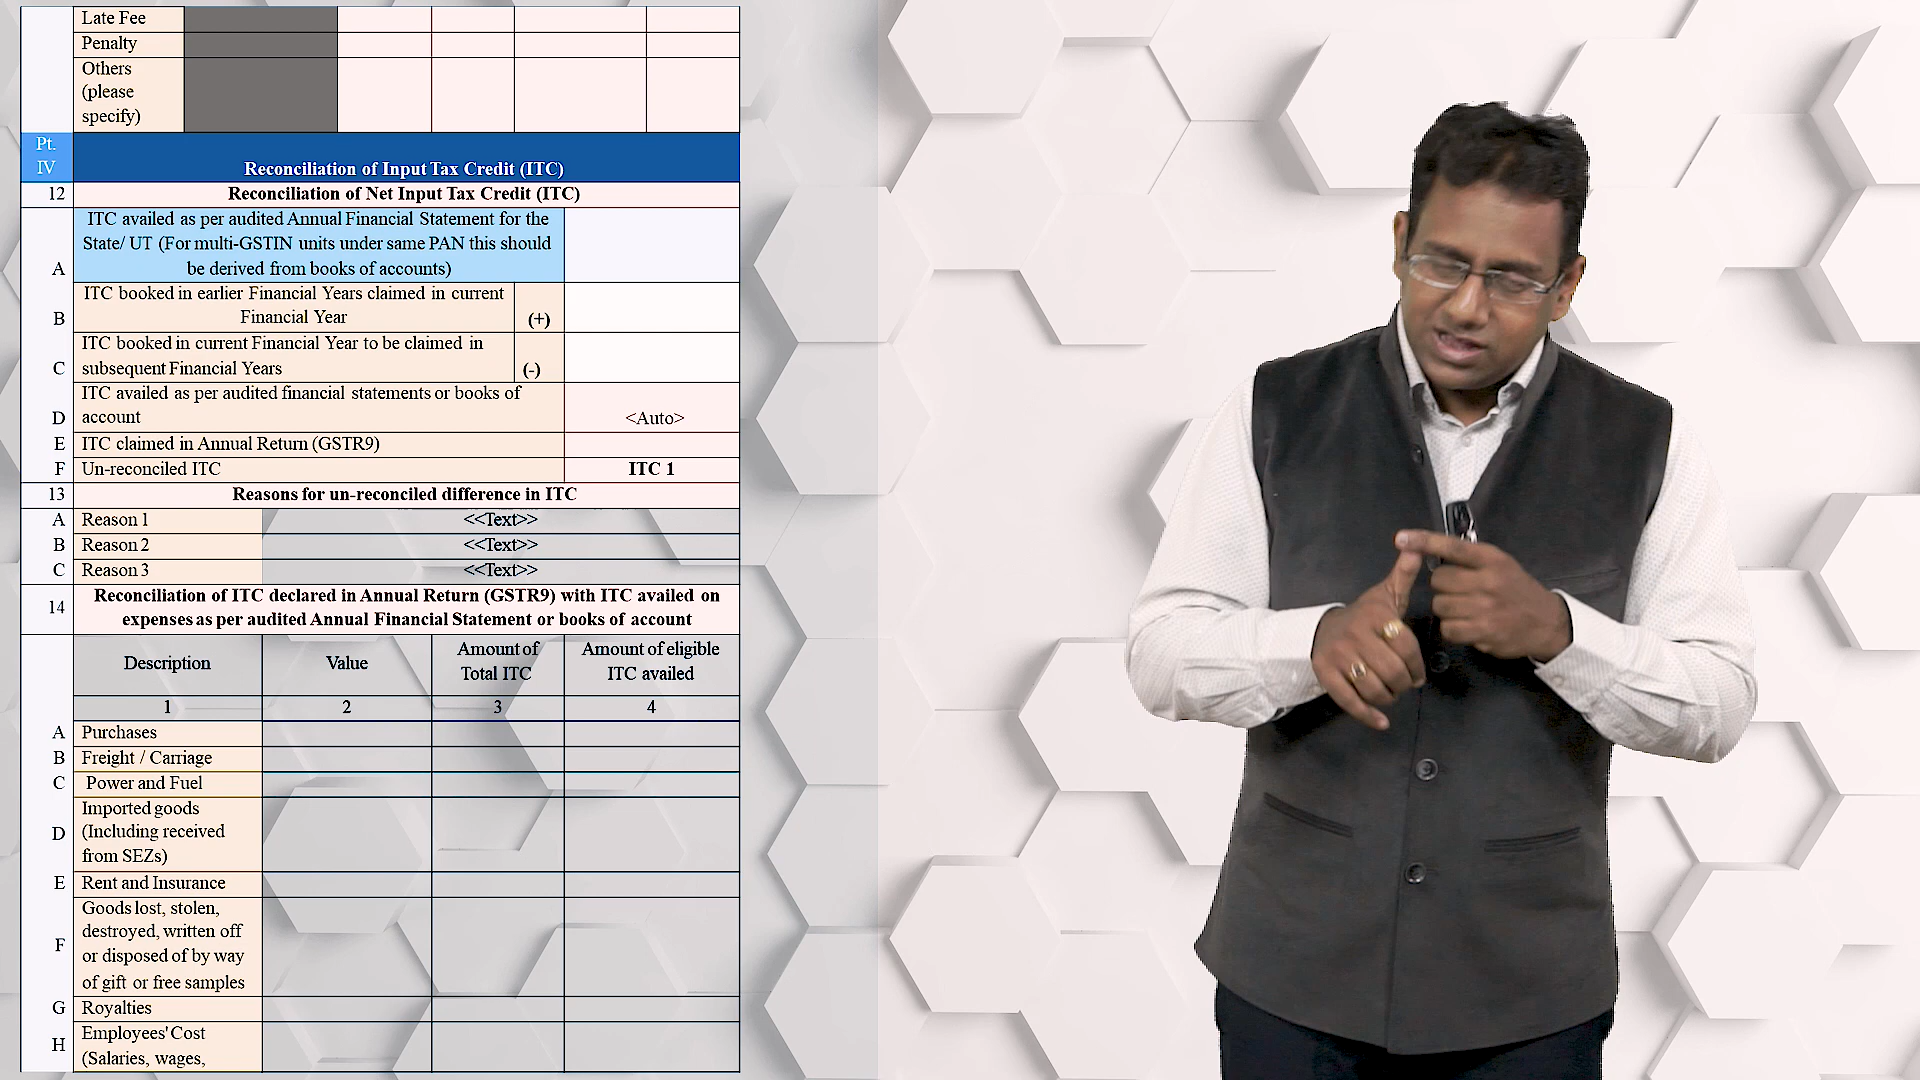 Late Fee
Penalty
Others
(please
specify)
Pt.
IV
Reconciliation of Input Tax Credit (ITC)
12
Reconciliation of Net Input Tax Credit (ITC)
A
ITC availed as per audited Annual Financial Statement for the
State/ UT (For multi-GSTIN units under same PAN this should
be derived from books of accounts)
B
ITC booked in earlier Financial Years claimed in current
Financial Year
(+)
C
ITC booked in current Financial Year to be claimed in
subsequent Financial Years
(-)
D
ITC availed as per audited financial statements or books of
account
<Auto>
E
ITC claimed in Annual Return (GSTR9)
F
Un-reconciled ITC
ITC 1
13
Reasons for un-reconciled difference in ITC
A
Reason 1
<<Text>>
B
Reason 2
<<Text>>
C
Reason 3
<<Text>>
14
Reconciliation of ITC declared in Annual Return (GSTR9) with ITC availed on
expenses as per audited Annual Financial Statement or books of account
Description
Value
Amount of
Total ITC
Amount of eligible
ITC availed
1
2
3
4
A
Purchases
B
Freight / Carriage
C
Power and Fuel
D
Imported goods
(Including received
from SEZs)
E
Rent and Insurance
F
Goods lost, stolen,
destroyed, written off
or disposed of by way
of gift or free samples
G
Royalties
H
Employees' Cost
(Salaries, wages,